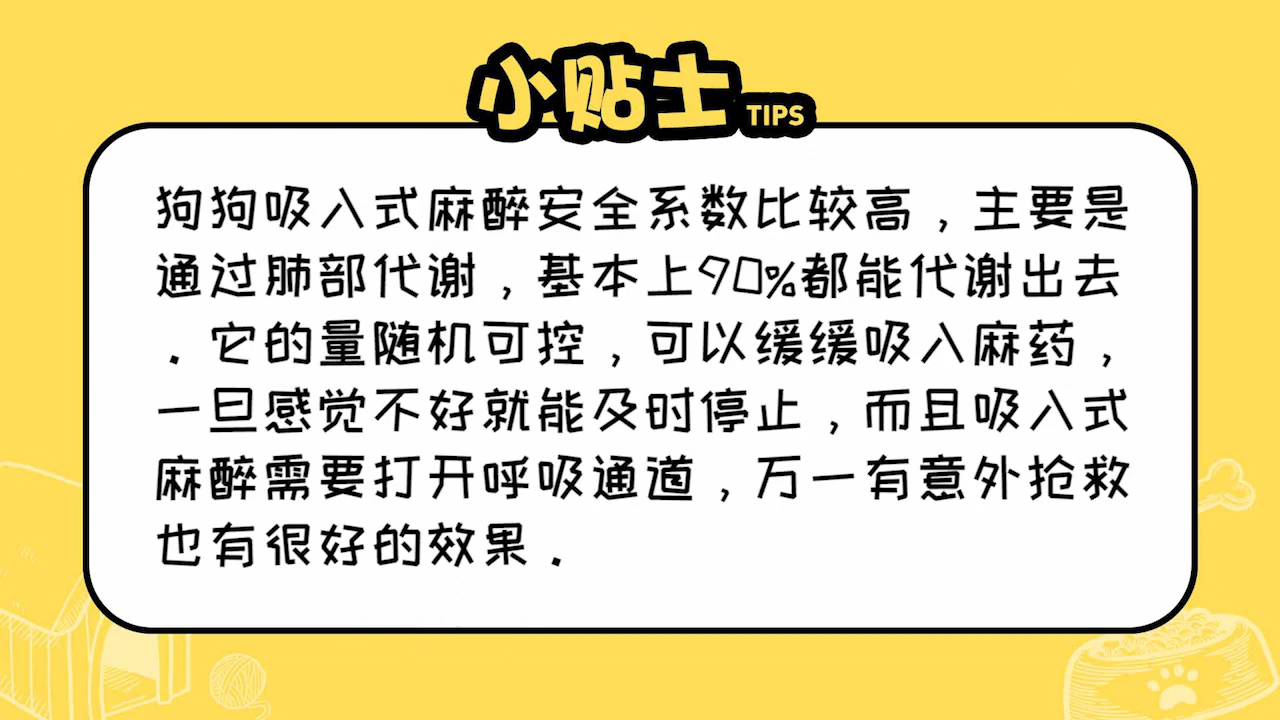 小贴士 TIPS
狗狗吸入式麻醉安全系数比较高，主要是
通过肺部代谢，基本上90%都能代谢出去
．它的量随机可控，可以缓缓吸入麻药，
一旦感觉不好就能及时停止，而且吸入式
麻醉需要打开呼吸通道，万一有意外抢救
也有很好的效果．